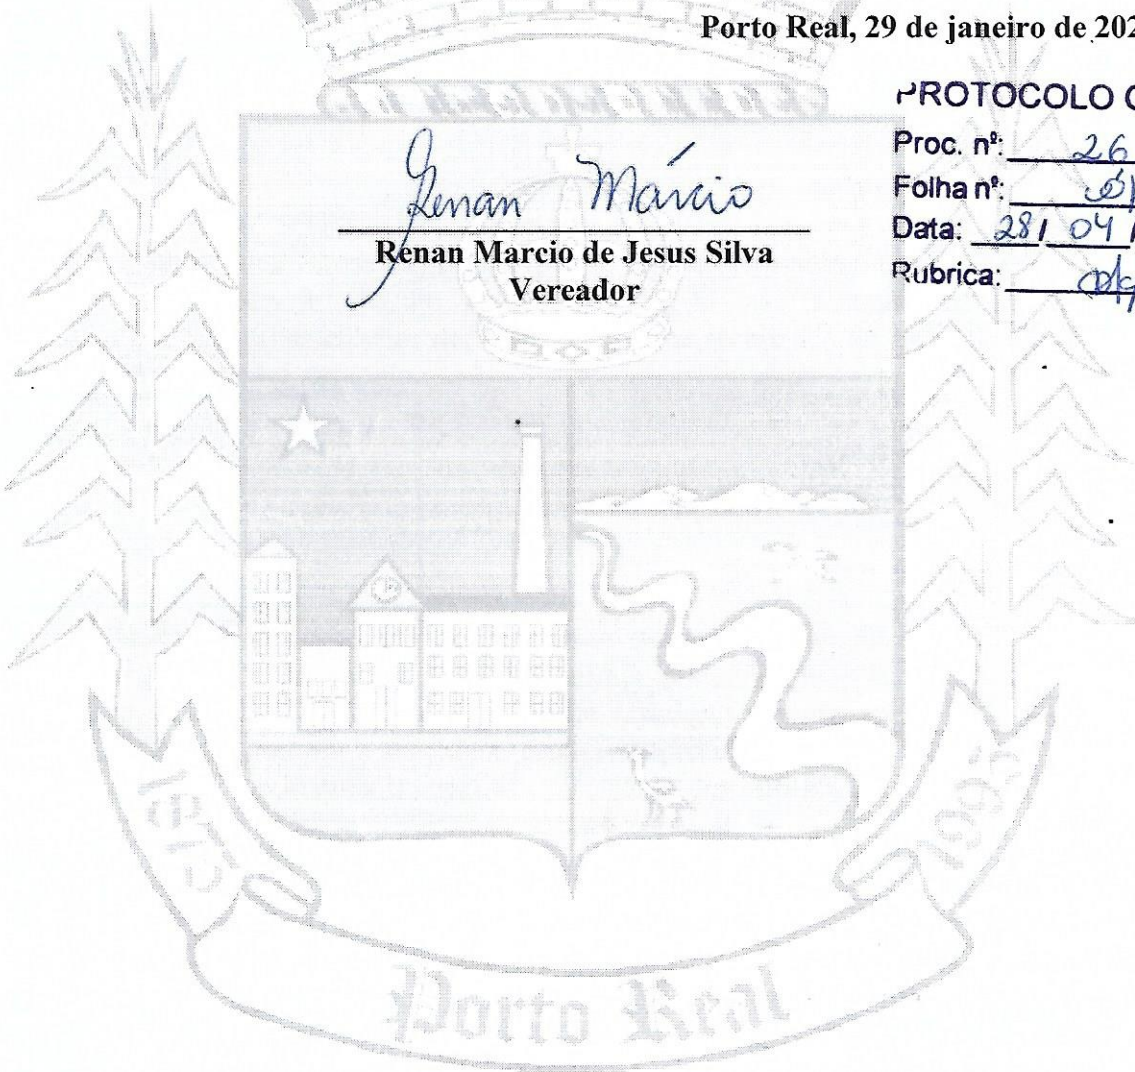 Porto Real, 29 de janeiro de 202
PROTOCOLO
Proc. nº: 26
Folha nº:
Data: 28/ 04/
Rubrica:
Renan Márcio
Renan Marcio de Jesus Silva
Vereador
Porto Real